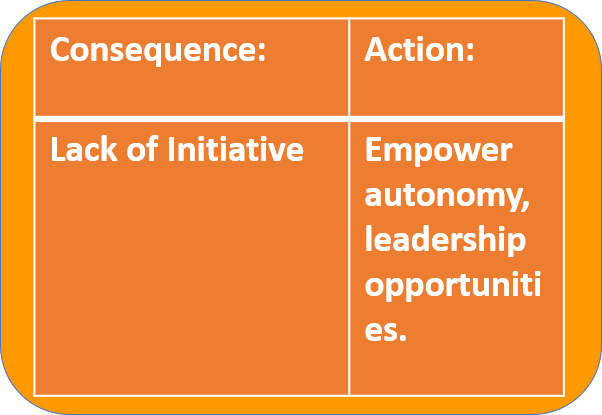 Consequence:
Action:
Lack of Initiative
Empower
autonomy,
leadership
opportuniti
es.